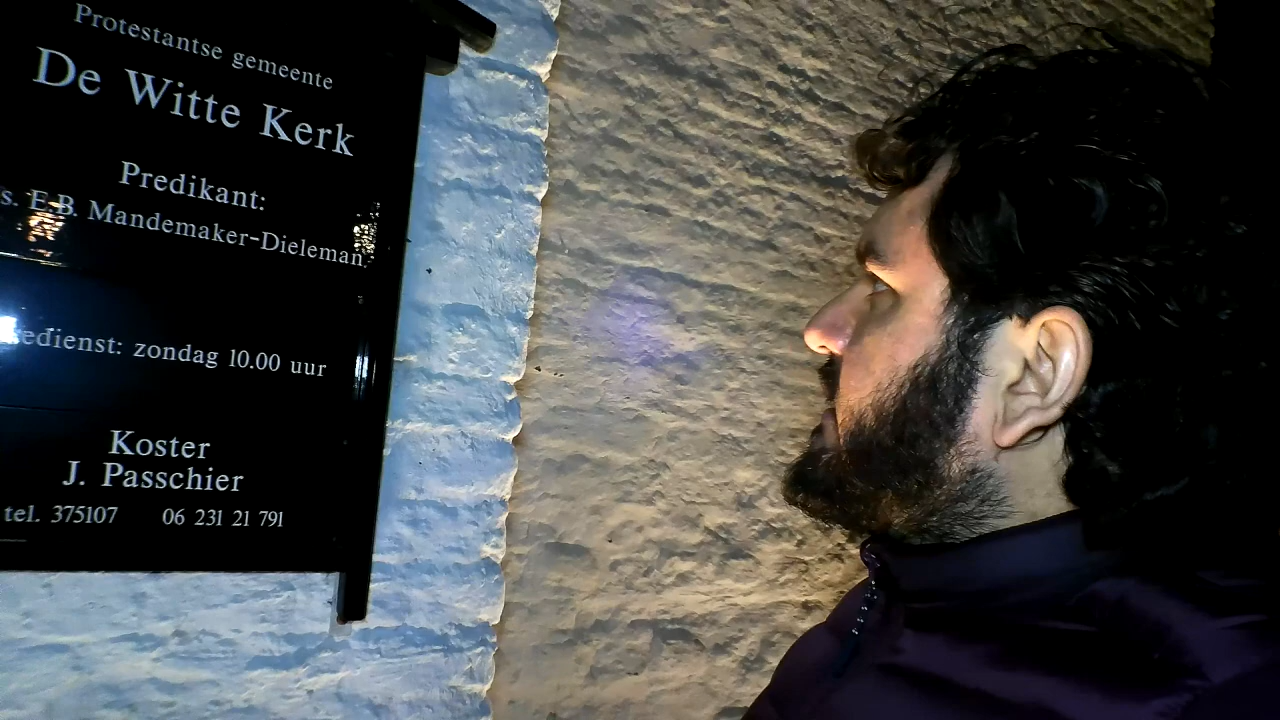 Protestantse gemeente
De Witte Kerk
Predikant:
E.B. Mandemaker-Dieleman
zondag 10.00 uur
Koster
J. Passchier
tel. 375107 06 231 21 791